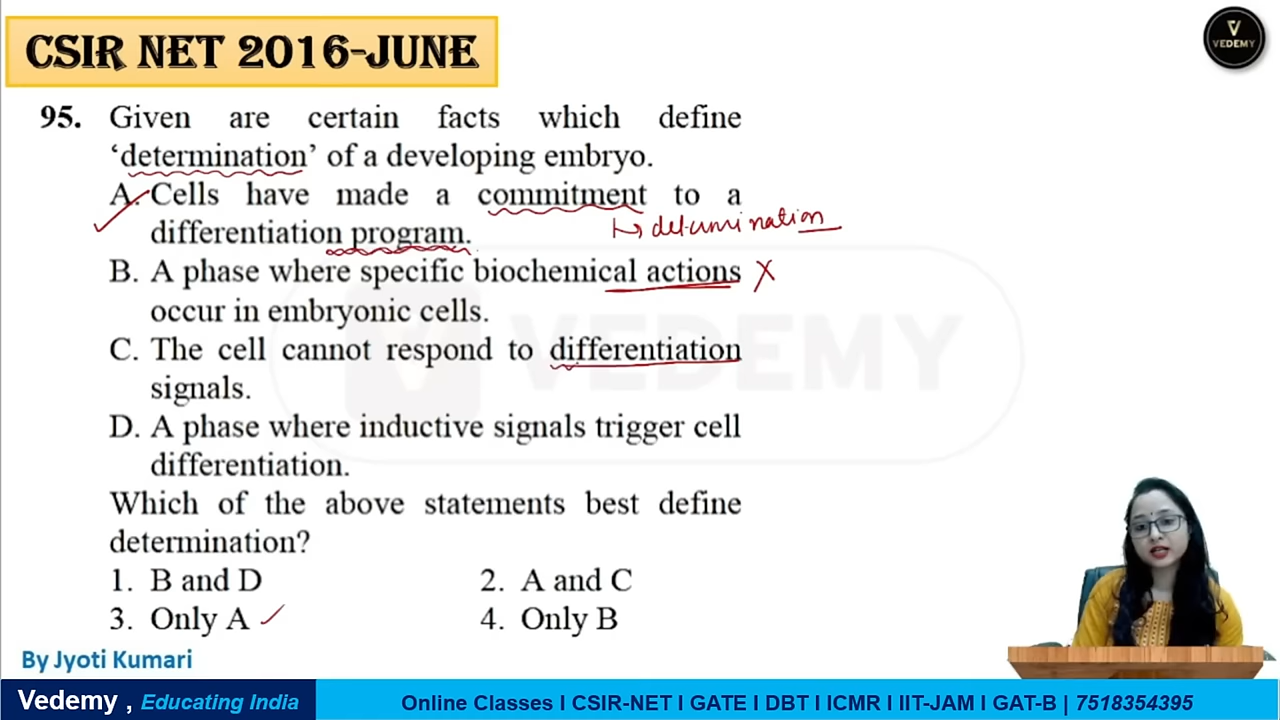 CSIR NET 2016-JUNE
V
VEDEMY
95. Given are certain facts which define
‘determination’ of a developing embryo.
A. Cells have made a commitment to a
differentiation program.
↳ determination
B. A phase where specific biochemical actions X
occur in embryonic cells.
C. The cell cannot respond to differentiation
signals.
VEDEMY
D. A phase where inductive signals trigger cell
differentiation.
Which of the above statements best define
determination?
1. B and D 2. A and C
3. Only A ✓ 4. Only B
By Jyoti Kumari
Vedemy , Educating India
Online Classes I CSIR-NET I GATE I DBT I ICMR I IIT-JAM I GAT-B | 7518354395